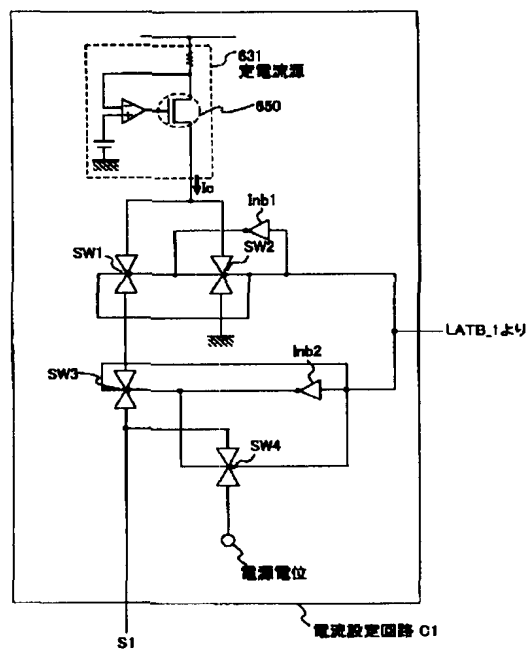 631
定電流源
650
Ic
Inb1
SW1
SW2
LATB_1より
Inb2
SW3
SW4
電源電位
電流設定回路 C1
S1